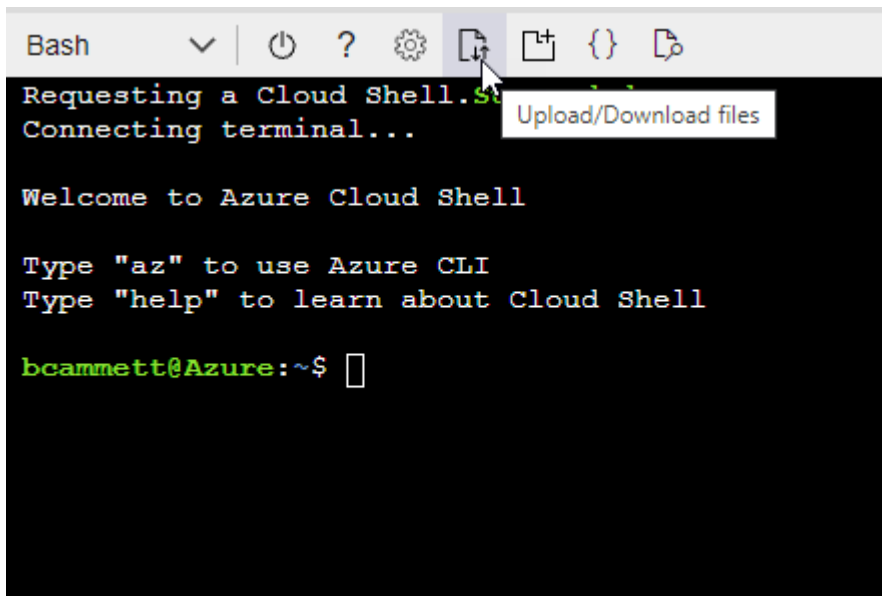 Bash
?
{}
Requesting a Cloud Shell.
Upload/Download files
Connecting terminal...
Welcome to Azure Cloud Shell
Type "az" to use Azure CLI
Type "help" to learn about Cloud Shell
bcammett@Azure:~$